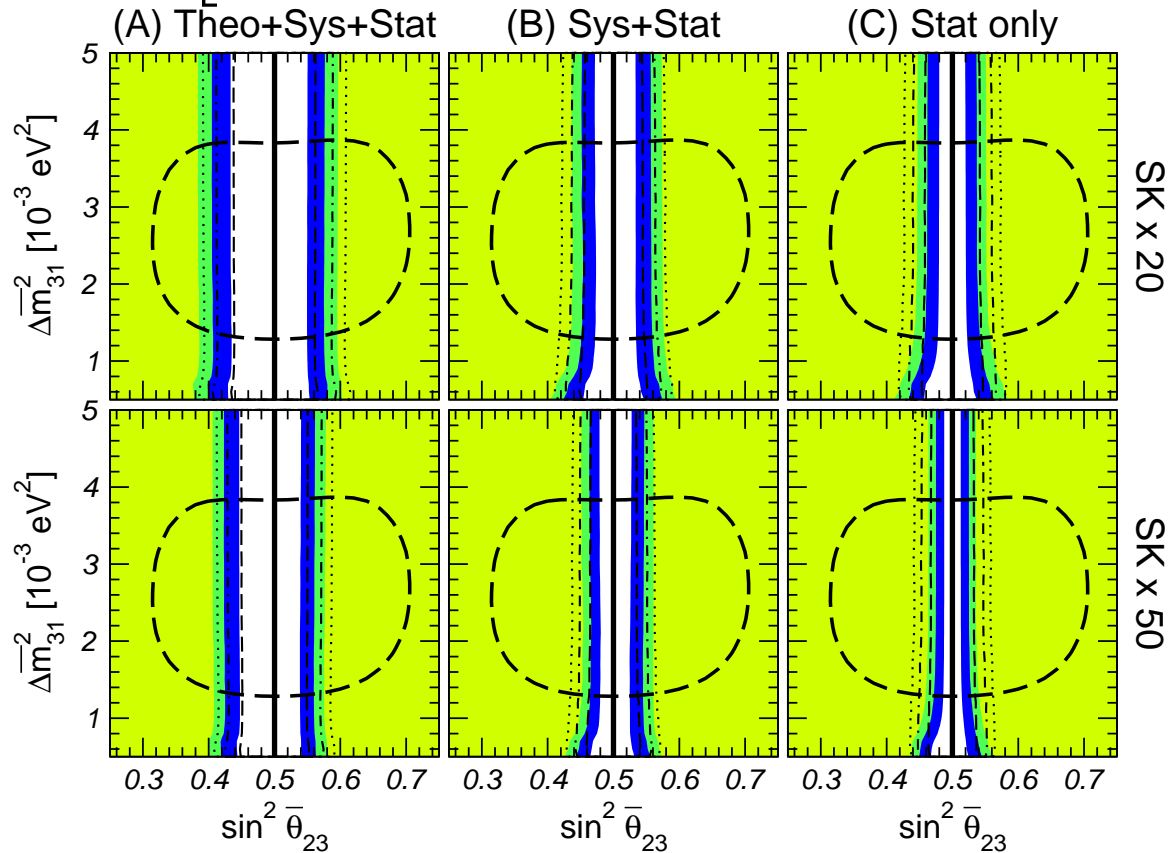 (A) Theo+Sys+Stat (B) Sys+Stat (C) Stat only
5
4
3
2
1
Δm̅²₃₁ [10⁻³ eV²]
SK x 20
5
4
3
2
1
Δm̅²₃₁ [10⁻³ eV²]
SK x 50
0.3 0.4 0.5 0.6 0.7 0.3 0.4 0.5 0.6 0.7 0.3 0.4 0.5 0.6 0.7
sin² θ̅₂₃ sin² θ̅₂₃ sin² θ̅₂₃